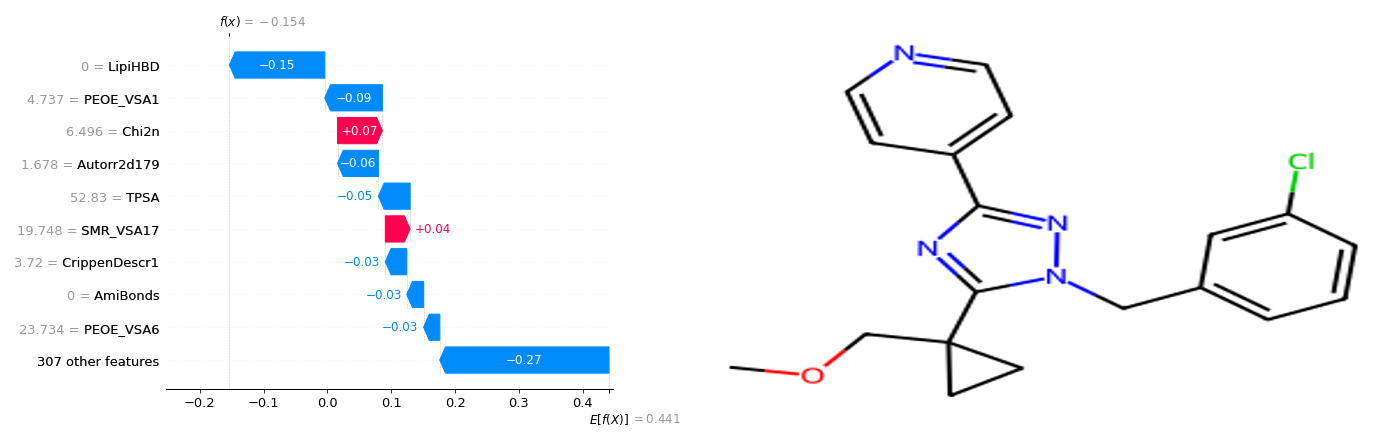 f(x) = −0.154
0 = LipiHBD
−0.15
4.737 = PEOE_VSA1
−0.09
6.496 = Chi2n
+0.07
1.678 = Autorr2d179
−0.06
52.83 = TPSA
−0.05
19.748 = SMR_VSA17
+0.04
3.72 = CrippenDescr1
−0.03
0 = AmiBonds
−0.03
23.734 = PEOE_VSA6
−0.03
307 other features
−0.27
−0.2 −0.1 0.0 0.1 0.2 0.3 0.4
E[f(X)] = 0.441
N
Cl
N
N
N
O